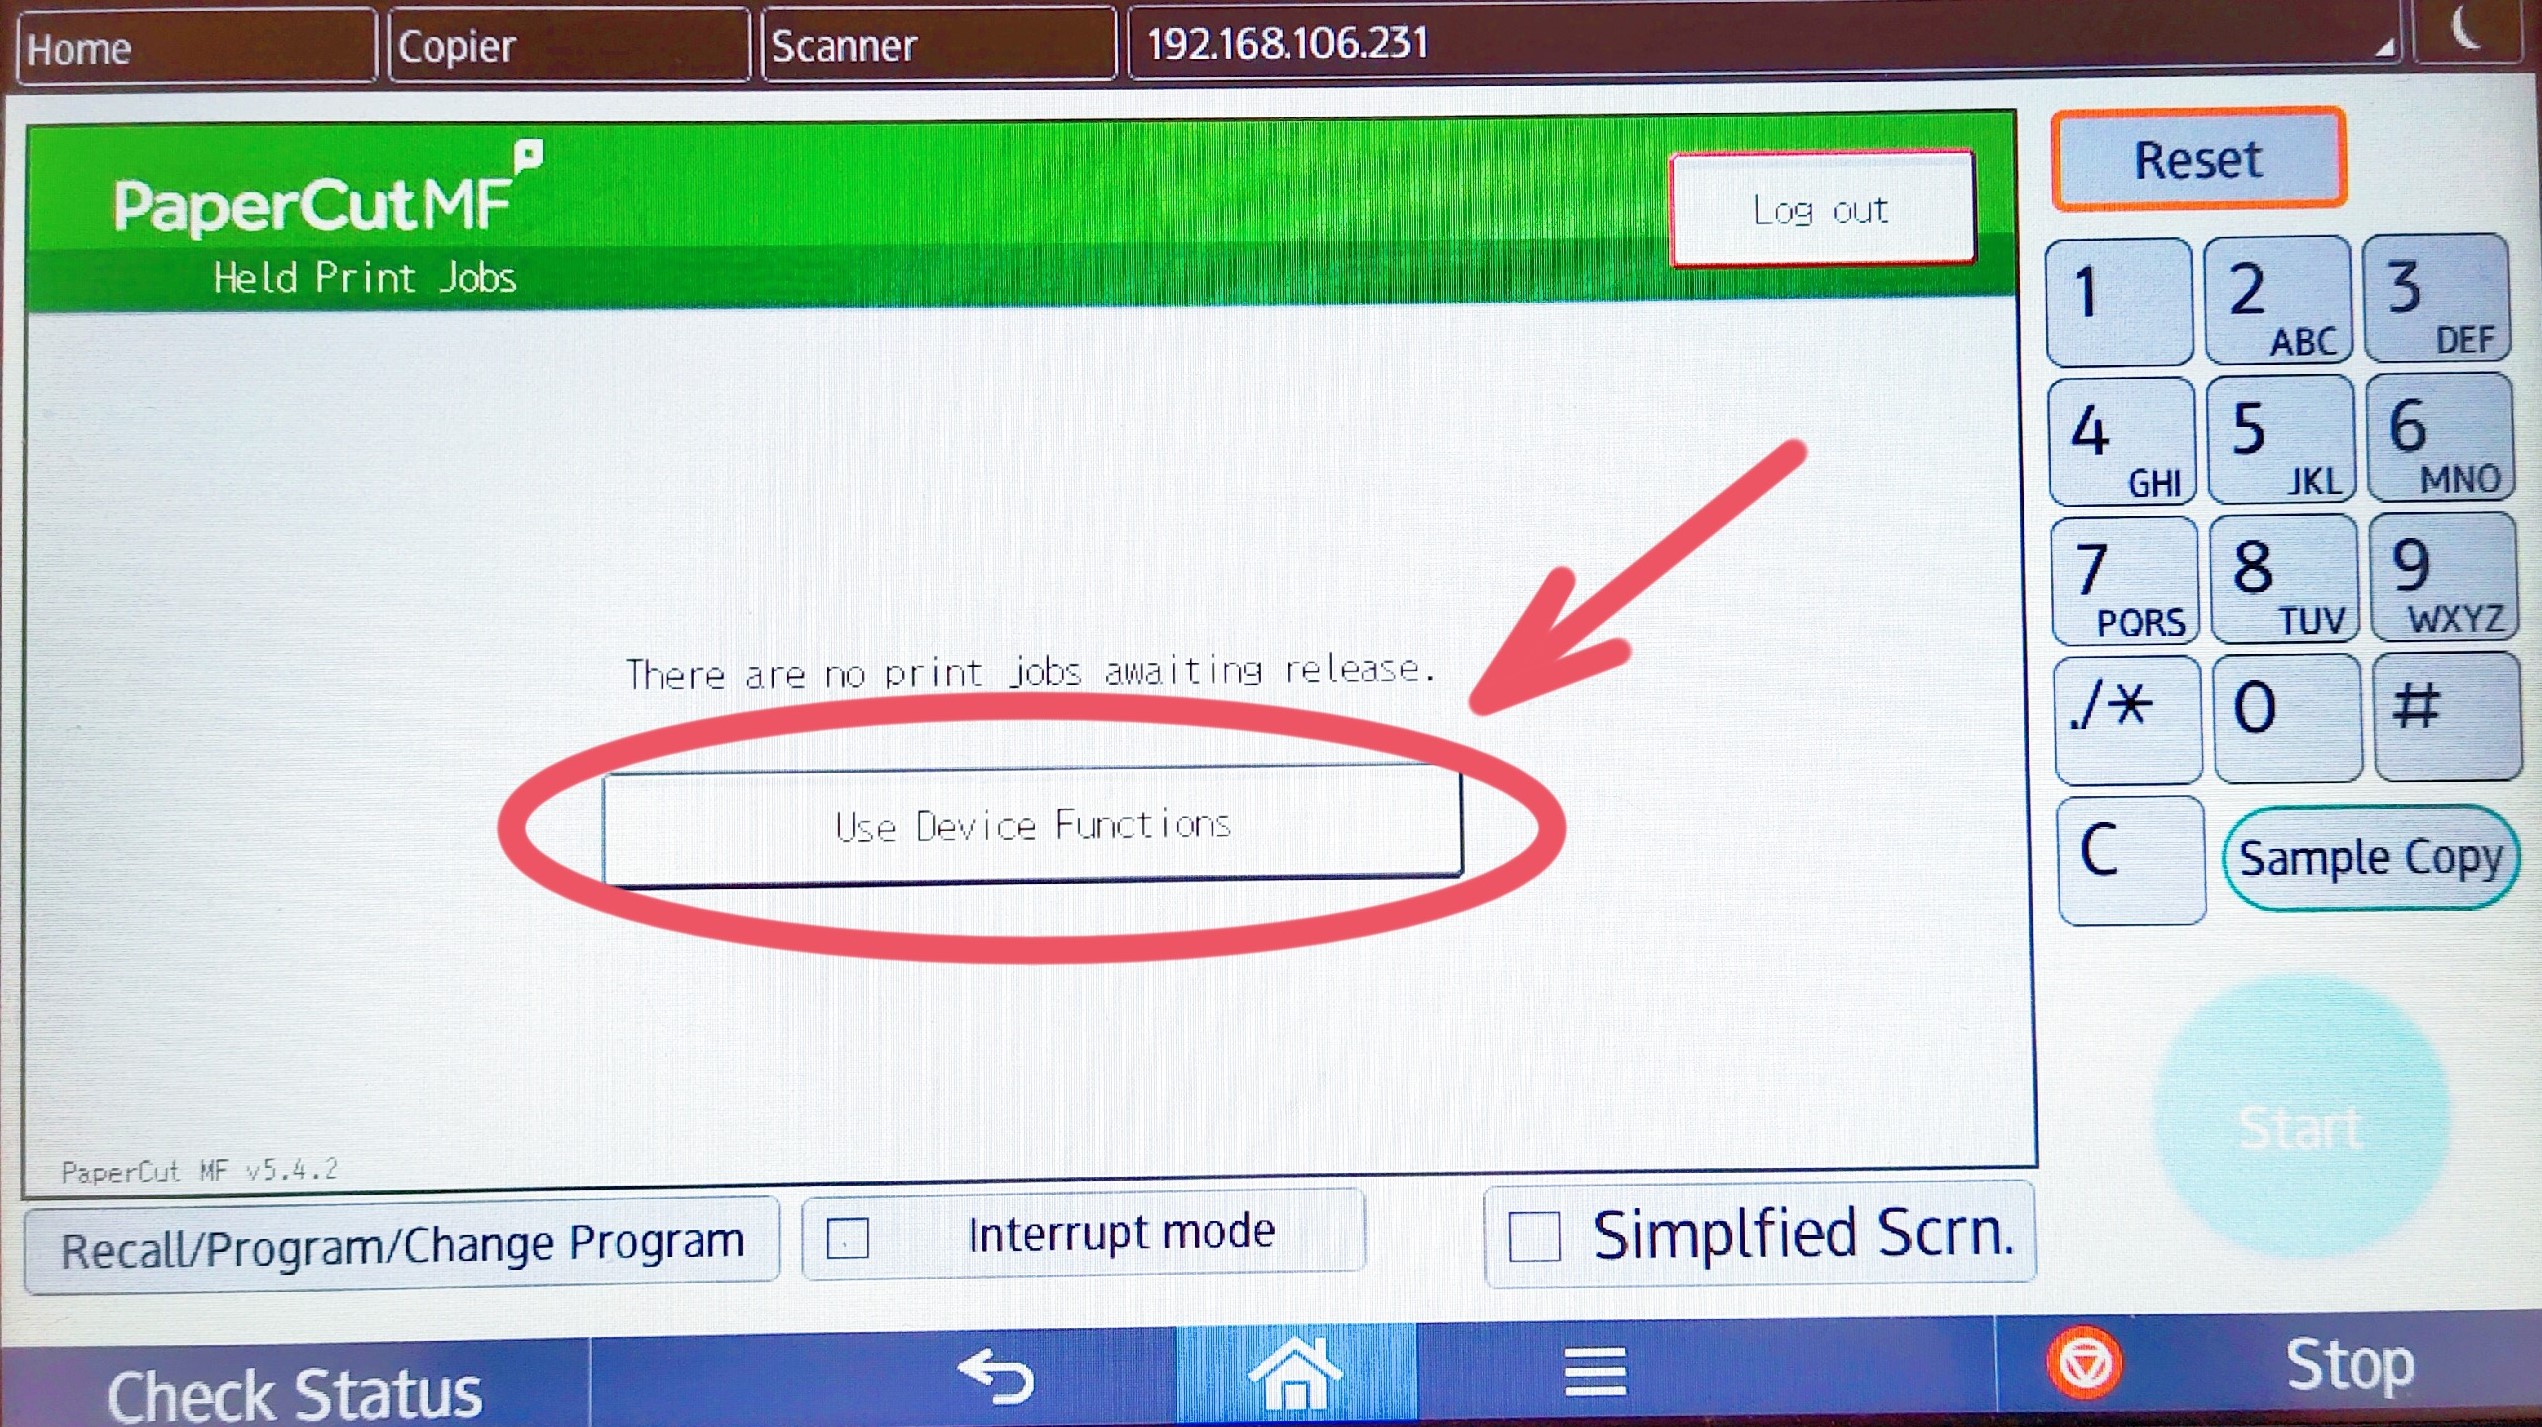 Home
Copier
Scanner
192.168.106.231
PaperCutMF
Log out
Held Print Jobs
There are no print jobs awaiting release.
Use Device Functions
PaperCut MF v5.4.2
Reset
1
2 ABC
3 DEF
4 GHI
5 JKL
6 MNO
7 PQRS
8 TUV
9 WXYZ
./*
0
#
C
Sample Copy
Start
Recall/Program/Change Program
Interrupt mode
Simplfied Scrn.
Check Status
Stop